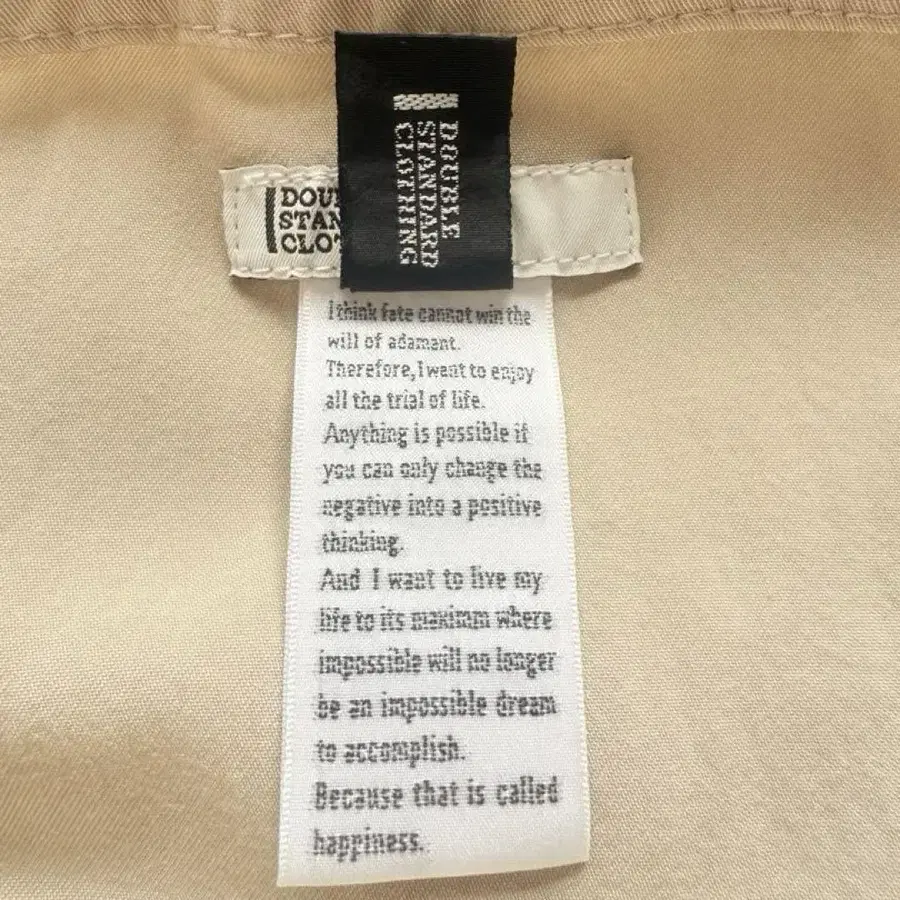 DOUBLE
STANDARD
CLOTHING
DOU
STAN
CLOT
I think fate cannot win the
will of adamant.
Therefore, I want to enjoy
all the trial of life.
Anything is possible if
you can only change the
negative into a positive
thinking.
And I want to live my
life to its maximm where
impossible will no longer
be an impossible dream
to accomplish.
Because that is called
happiness.